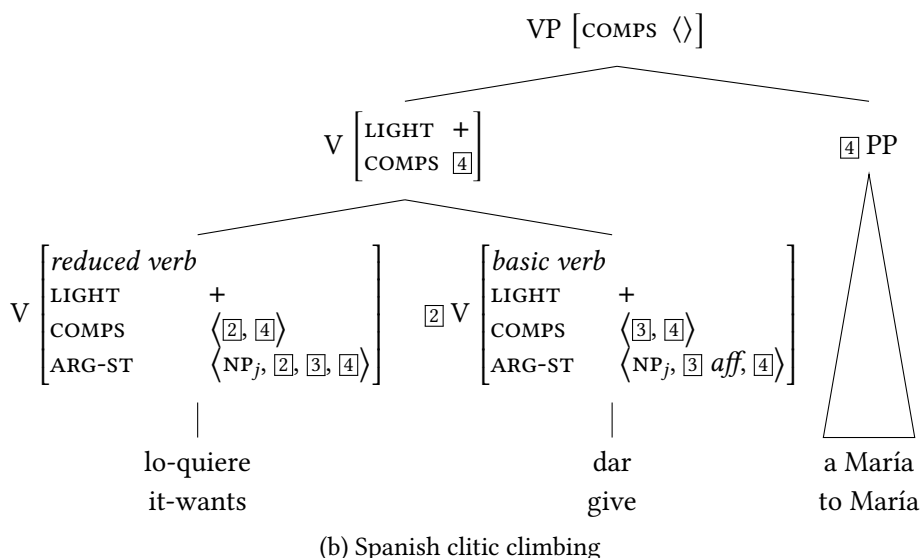 VP [COMPS ⟨⟩]
V [LIGHT +
COMPS [4]]
[4] PP
V [reduced verb
LIGHT +
COMPS ⟨[2], [4]⟩
ARG-ST ⟨NPj, [2], [3], [4]⟩]
[2] V [basic verb
LIGHT +
COMPS ⟨[3], [4]⟩
ARG-ST ⟨NPj, [3] aff, [4]⟩]
lo-quiere dar a María
it-wants give to María
(b) Spanish clitic climbing